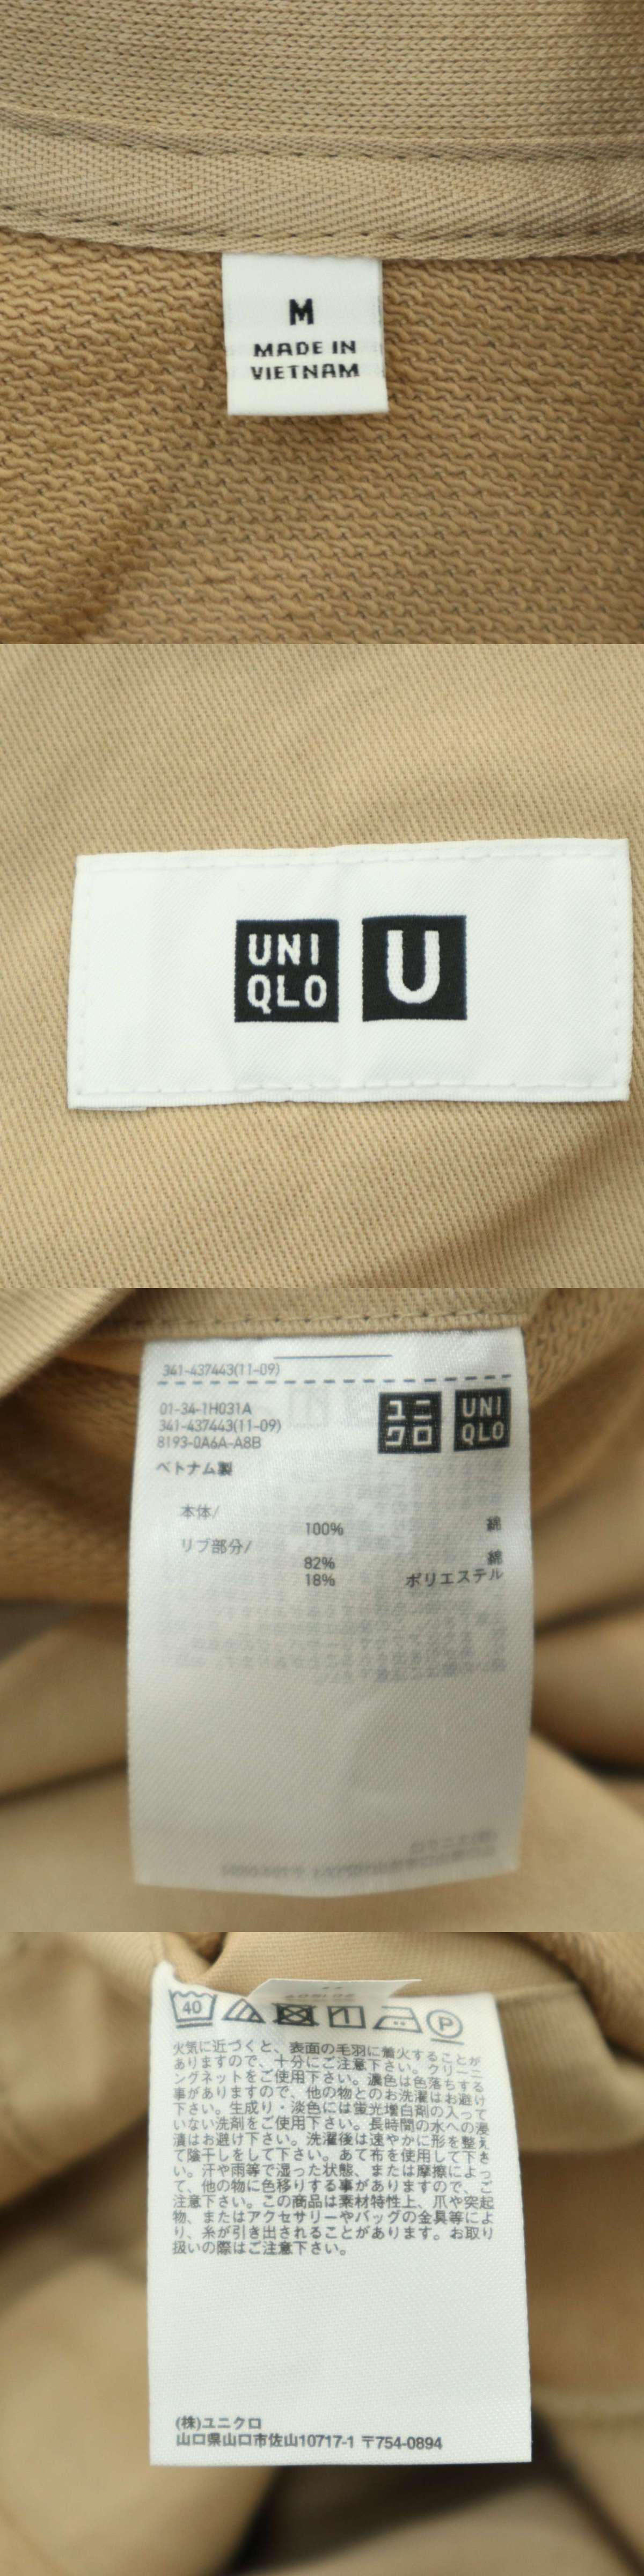 M
MADE IN
VIETNAM
UNI
QLO
U
341-437443(11-09)
01-34-1H031A
341-437443(11-09)
8193-0A6A-A8B
ユニ
クロ
UNI
QLO
ベトナム製
本体/
100% 綿
リブ部分/
82% 綿
18% ポリエステル
40
P
火気に近づくと、表面の毛羽に着火することが
ありますので、十分にご注意下さい。クリーニ
ングネットをご使用下さい。濃色は色落ちする
事がありますので、他の物とのお洗濯はお避け
下さい。生成り・淡色には蛍光増白剤の入って
いない洗剤をご使用下さい。長時間の水への浸
漬はお避け下さい。洗濯後は速やかに形を整え
て陰干しをして下さい。あて布を使用して下さ
い。汗や雨等で湿った状態、または摩擦によっ
て、他の物に色移りする事がありますので、ご
注意下さい。この商品は素材特性上、爪や突起
物、またはアクセサリーやバッグの金具等によ
り、糸が引き出されることがあります。お取り
扱いの際はご注意下さい。
(株)ユニクロ
山口県山口市佐山10717-1 〒754-0894